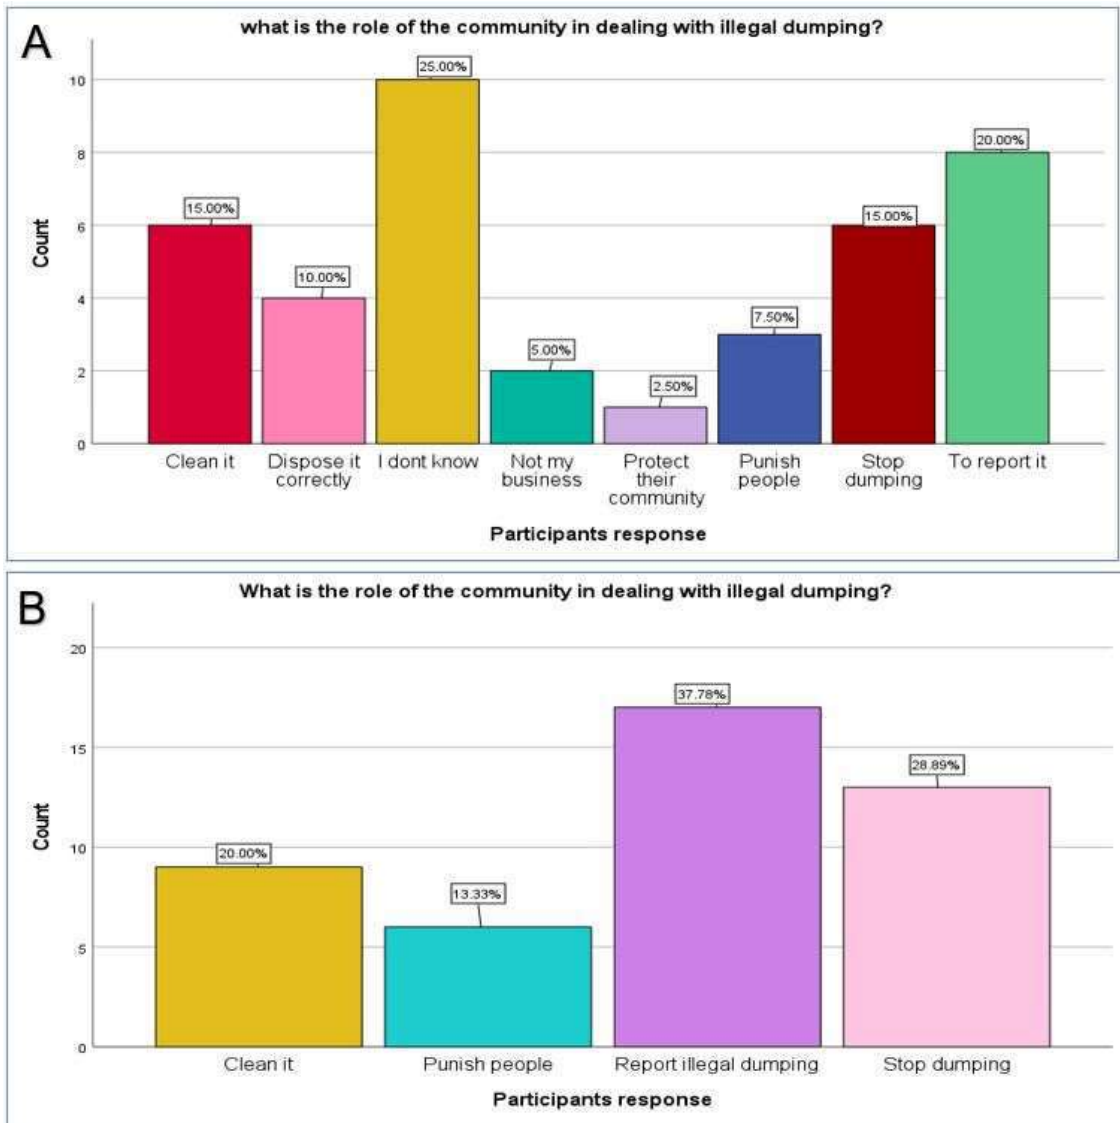 A
what is the role of the community in dealing with illegal dumping?
Count
10
8
6
4
2
0
15.00%
10.00%
25.00%
5.00%
2.50%
7.50%
15.00%
20.00%
Clean it
Dispose it
correctly
I dont know
Not my
business
Protect
their
community
Punish
people
Stop
dumping
To report it
Participants response
B
What is the role of the community in dealing with illegal dumping?
Count
20
15
10
5
0
20.00%
13.33%
37.78%
28.89%
Clean it
Punish people
Report illegal dumping
Stop dumping
Participants response